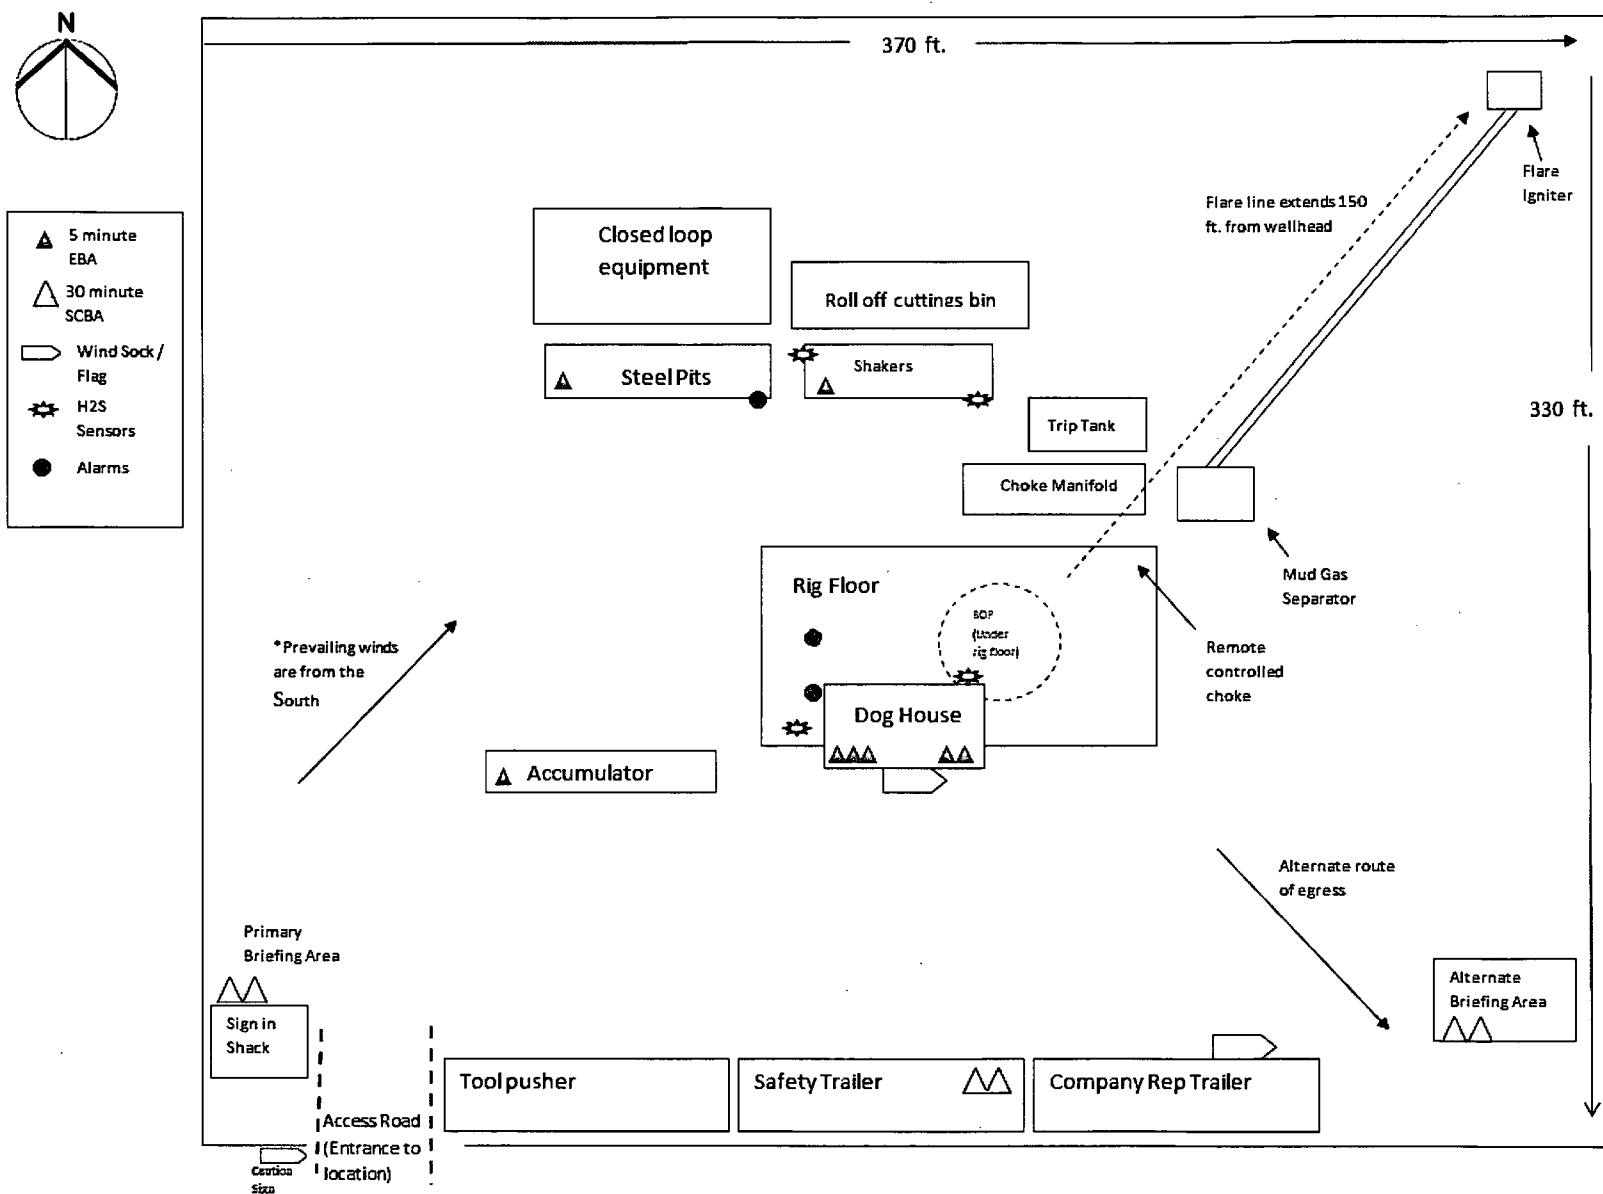 N
370 ft.
Flare
Igniter
Flare line extends 150
ft. from wellhead
5 minute
EBA
30 minute
SCBA
Wind Sock /
Flag
H2S
Sensors
Alarms
Closed loop
equipment
Roll off cuttings bin
Steel Pits
Shakers
330 ft.
Trip Tank
Choke Manifold
Mud Gas
Separator
Rig Floor
BOP
(Under
rig floor)
Remote
controlled
choke
*Prevailing winds
are from the
South
Dog House
Accumulator
Alternate route
of egress
Primary
Briefing Area
Sign in
Shack
Alternate
Briefing Area
Toolpusher
Safety Trailer
Company Rep Trailer
Access Road
(Entrance to
location)
Caution
Sign